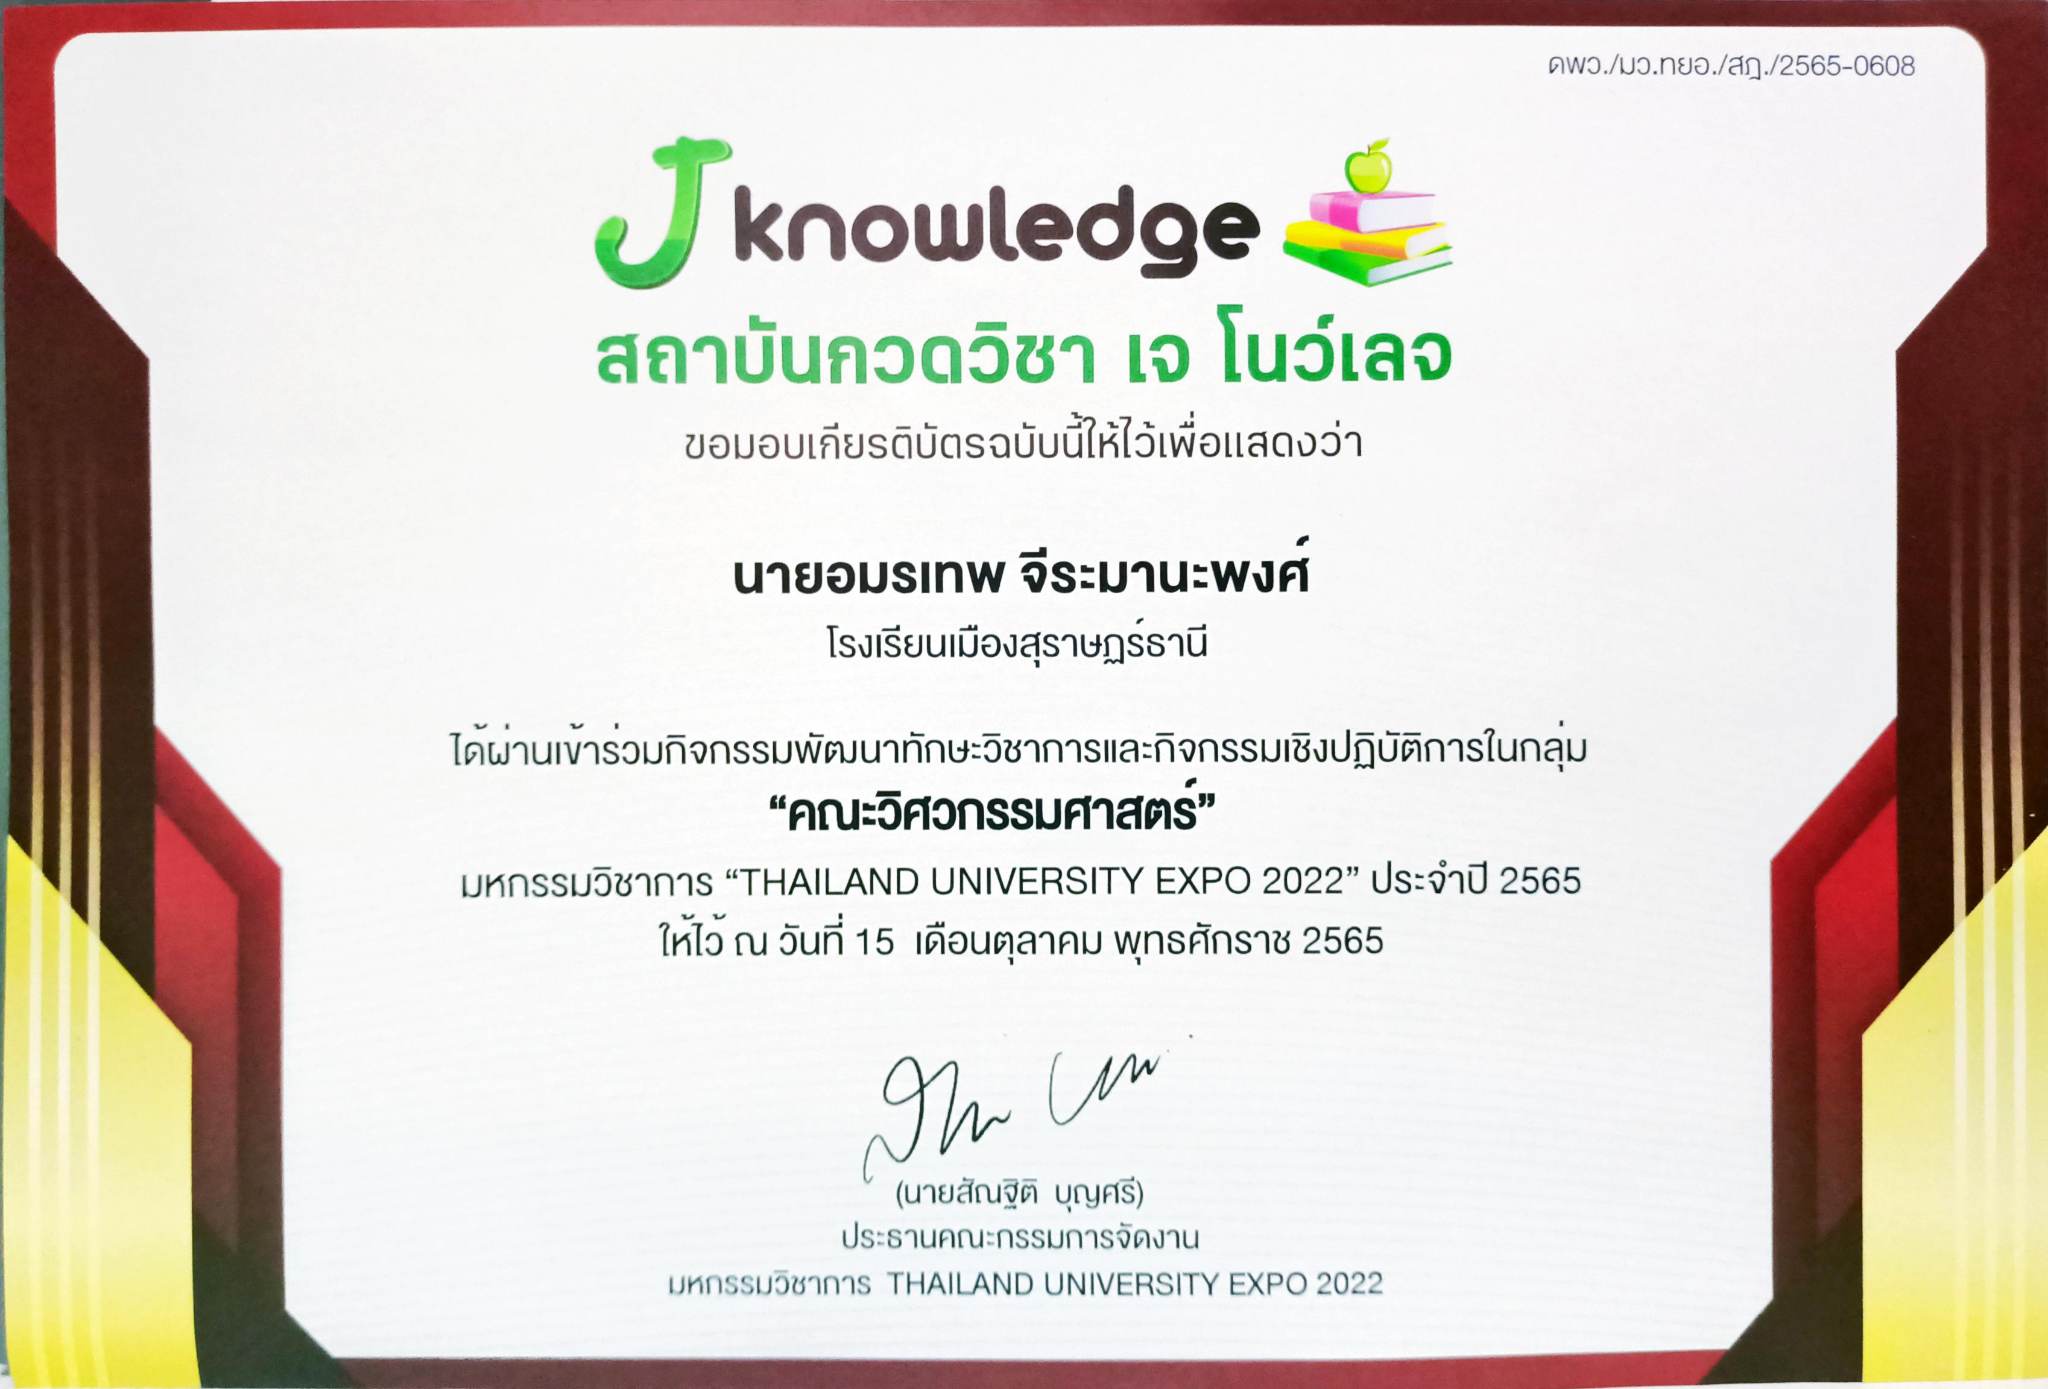 ดพว./มว.ทยอ./สฎ./2565-0608
J knowledge
สถาบันกวดวิชา เจ โนว์เลจ
ขอมอบเกียรติบัตรฉบับนี้ให้ไว้เพื่อแสดงว่า
นายอมรเทพ จีระมานะพงศ์
โรงเรียนเมืองสุราษฎร์ธานี
ได้ผ่านเข้าร่วมกิจกรรมพัฒนาทักษะวิชาการและกิจกรรมเชิงปฏิบัติการในกลุ่ม
“คณะวิศวกรรมศาสตร์”
มหกรรมวิชาการ “THAILAND UNIVERSITY EXPO 2022” ประจำปี 2565
ให้ไว้ ณ วันที่ 15 เดือนตุลาคม พุทธศักราช 2565
(นายสัณฐิติ บุญศรี)
ประธานคณะกรรมการจัดงาน
มหกรรมวิชาการ THAILAND UNIVERSITY EXPO 2022